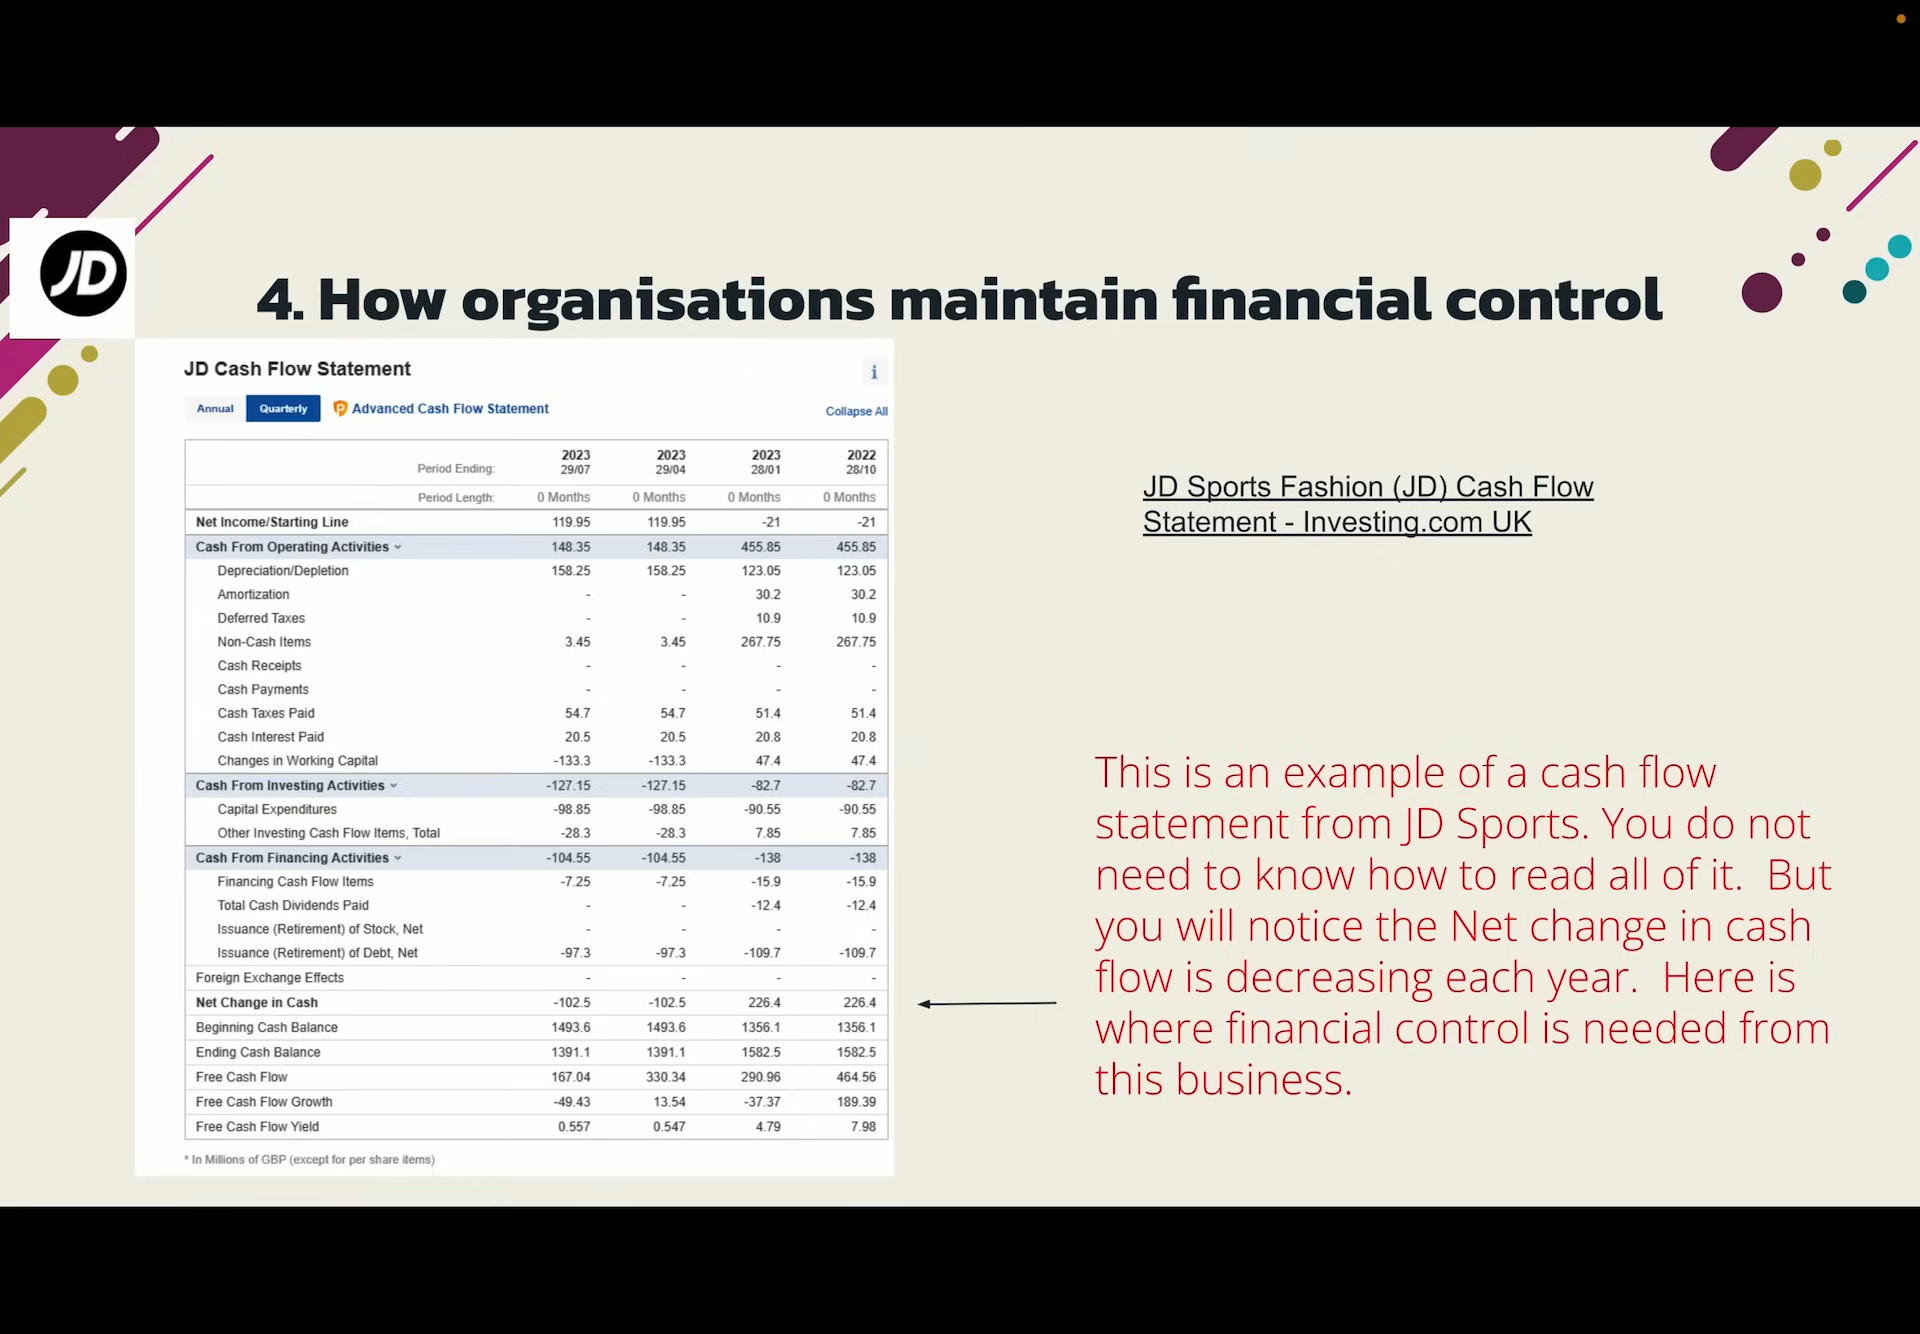 JD
4. How organisations maintain financial control
JD Cash Flow Statement
i
Annual Quarterly Advanced Cash Flow Statement Collapse All
2023 2023 2023 2022
Period Ending: 29/07 29/04 28/01 28/10
Period Length: 0 Months 0 Months 0 Months 0 Months
Net Income/Starting Line 119.95 119.95 -21 -21
Cash From Operating Activities 148.35 148.35 455.85 455.85
Depreciation/Depletion 158.25 158.25 123.05 123.05
Amortization - - 30.2 30.2
Deferred Taxes - - 10.9 10.9
Non-Cash Items 3.45 3.45 267.75 267.75
Cash Receipts - - - -
Cash Payments - - - -
Cash Taxes Paid 54.7 54.7 51.4 51.4
Cash Interest Paid 20.5 20.5 20.8 20.8
Changes in Working Capital -133.3 -133.3 47.4 47.4
Cash From Investing Activities -127.15 -127.15 -82.7 -82.7
Capital Expenditures -98.85 -98.85 -90.55 -90.55
Other Investing Cash Flow Items, Total -28.3 -28.3 7.85 7.85
Cash From Financing Activities -104.55 -104.55 -138 -138
Financing Cash Flow Items -7.25 -7.25 -15.9 -15.9
Total Cash Dividends Paid - - -12.4 -12.4
Issuance (Retirement) of Stock, Net - - - -
Issuance (Retirement) of Debt, Net -97.3 -97.3 -109.7 -109.7
Foreign Exchange Effects - - - -
Net Change in Cash -102.5 -102.5 226.4 226.4
Beginning Cash Balance 1493.6 1493.6 1356.1 1356.1
Ending Cash Balance 1391.1 1391.1 1582.5 1582.5
Free Cash Flow 167.04 330.34 290.96 464.56
Free Cash Flow Growth -49.43 13.54 -37.37 189.39
Free Cash Flow Yield 0.557 0.547 4.79 7.98
* In Millions of GBP (except for per share items)
JD Sports Fashion (JD) Cash Flow
Statement - Investing.com UK
This is an example of a cash flow
statement from JD Sports. You do not
need to know how to read all of it. But
you will notice the Net change in cash
flow is decreasing each year. Here is
where financial control is needed from
this business.